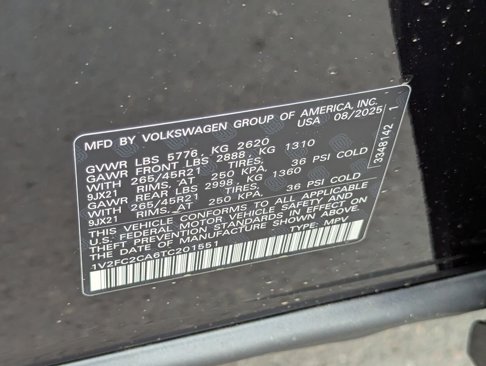 MFD BY VOLKSWAGEN GROUP OF AMERICA, INC.
USA 08/2025
GVWR LBS 5776, KG 2620
GAWR FRONT LBS 2888, KG 1310
WITH 265/45R21 TIRES,
9JX21 RIMS, AT 250 KPA, 36 PSI COLD
GAWR REAR LBS 2998, KG 1360
WITH 265/45R21 TIRES,
9JX21 RIMS, AT 250 KPA, 36 PSI COLD
THIS VEHICLE CONFORMS TO ALL APPLICABLE
U.S. FEDERAL MOTOR VEHICLE SAFETY AND
THEFT PREVENTION STANDARDS IN EFFECT ON
THE DATE OF MANUFACTURE SHOWN ABOVE.
1V2FC2CA6TC201551 TYPE: MPV
3348142 1